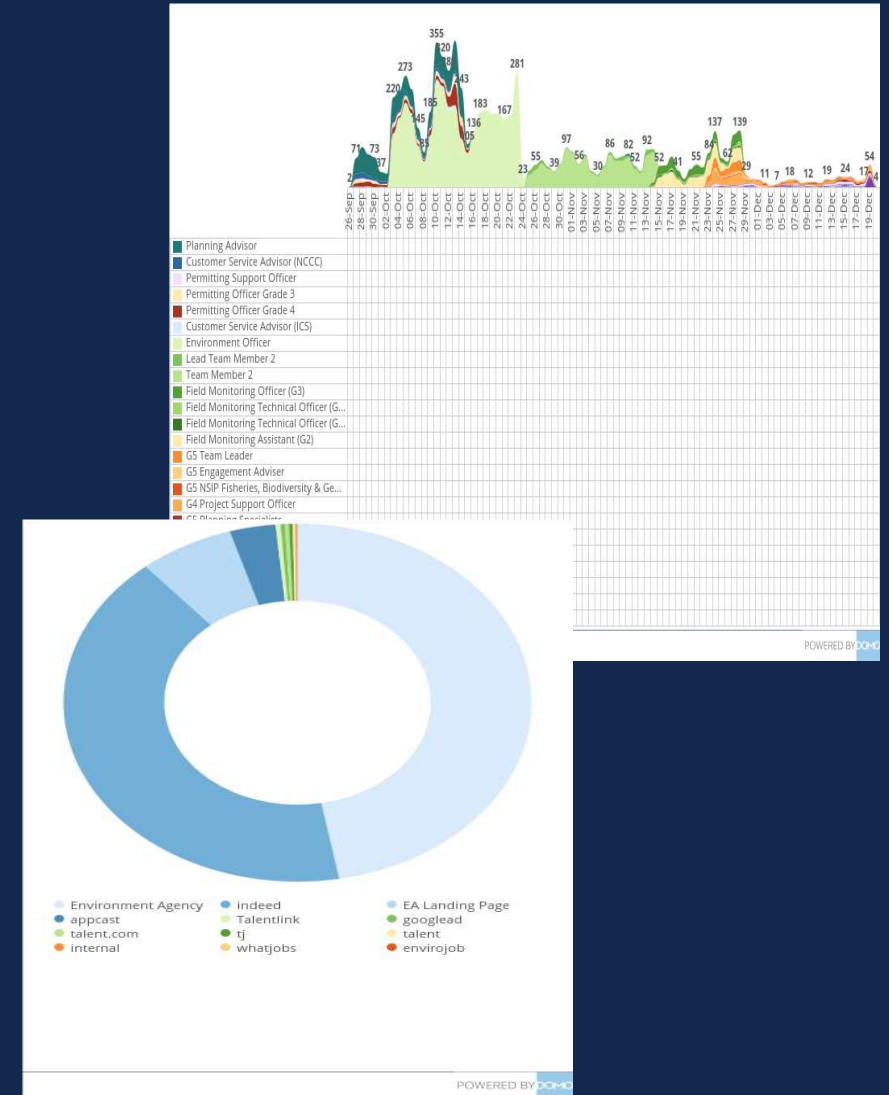 355
320
273
281
220
243
185
183
167
145
136
137
139
105
85
71
73
37
2
23
55
39
97
56
30
86
82
52
92
52
41
55
84
62
29
11
7
18
12
19
24
17
54
4
26-Sep
28-Sep
30-Sep
02-Oct
04-Oct
06-Oct
08-Oct
10-Oct
12-Oct
14-Oct
16-Oct
18-Oct
20-Oct
22-Oct
24-Oct
26-Oct
28-Oct
30-Oct
01-Nov
03-Nov
05-Nov
07-Nov
09-Nov
11-Nov
13-Nov
15-Nov
17-Nov
19-Nov
21-Nov
23-Nov
25-Nov
27-Nov
29-Nov
01-Dec
03-Dec
05-Dec
07-Dec
09-Dec
11-Dec
13-Dec
15-Dec
17-Dec
19-Dec
Planning Advisor
Customer Service Advisor (NCCC)
Permitting Support Officer
Permitting Officer Grade 3
Permitting Officer Grade 4
Customer Service Advisor (ICS)
Environment Officer
Lead Team Member 2
Team Member 2
Field Monitoring Officer (G3)
Field Monitoring Technical Officer (G...
Field Monitoring Technical Officer (G...
Field Monitoring Assistant (G2)
G5 Team Leader
G5 Engagement Adviser
G5 NSIP Fisheries, Biodiversity & Ge...
G4 Project Support Officer
POWERED BY DOMO
Environment Agency indeed EA Landing Page
appcast Talentlink googlead
talent.com tj talent
internal whatjobs envirojob
POWERED BY DOMO